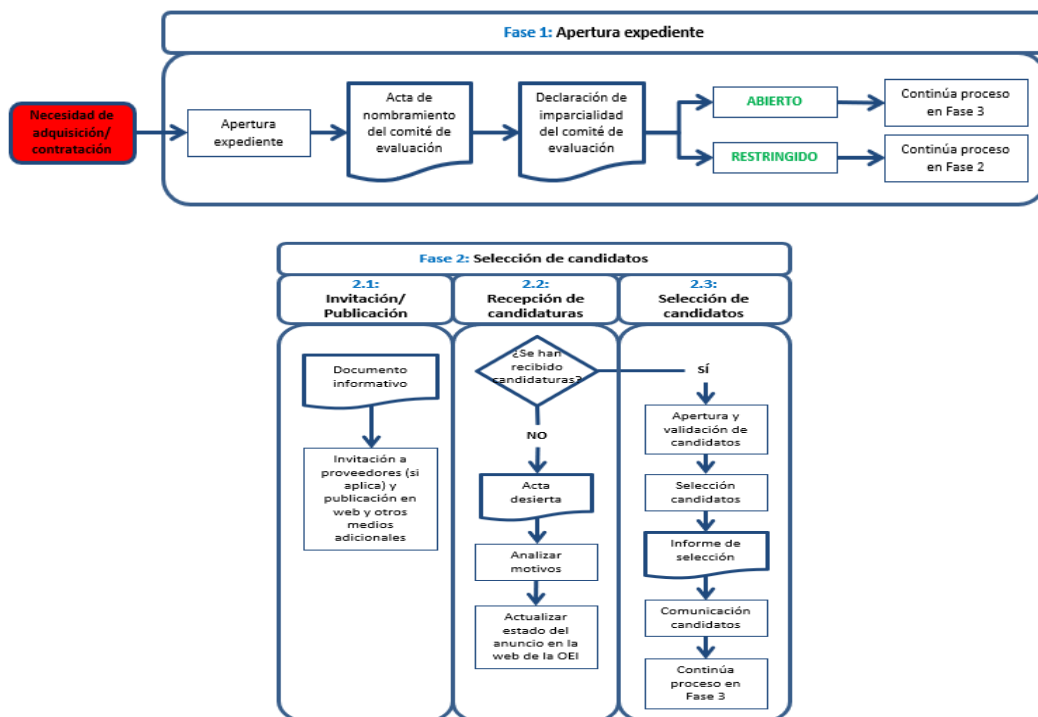 Fase 1: Apertura expediente
Necesidad de
adquisición/
contratación
Apertura
expediente
Acta de
nombramiento
del comité de
evaluación
Declaración de
imparcialidad
del comité de
evaluación
ABIERTO
Continúa proceso
en Fase 3
RESTRINGIDO
Continúa proceso
en Fase 2
Fase 2: Selección de candidatos
2.1:
Invitación/
Publicación
2.2:
Recepción de
candidaturas
2.3:
Selección de
candidatos
Documento
informativo
Invitación a
proveedores (si
aplica) y
publicación en
web y otros
medios
adicionales
¿Se han
recibido
candidaturas?
NO
Acta
desierta
Analizar
motivos
Actualizar
estado del
anuncio en la
web de la OEI
SÍ
Apertura y
validación de
candidatos
Selección
candidatos
Informe de
selección
Comunicación
candidatos
Continúa
proceso en
Fase 3